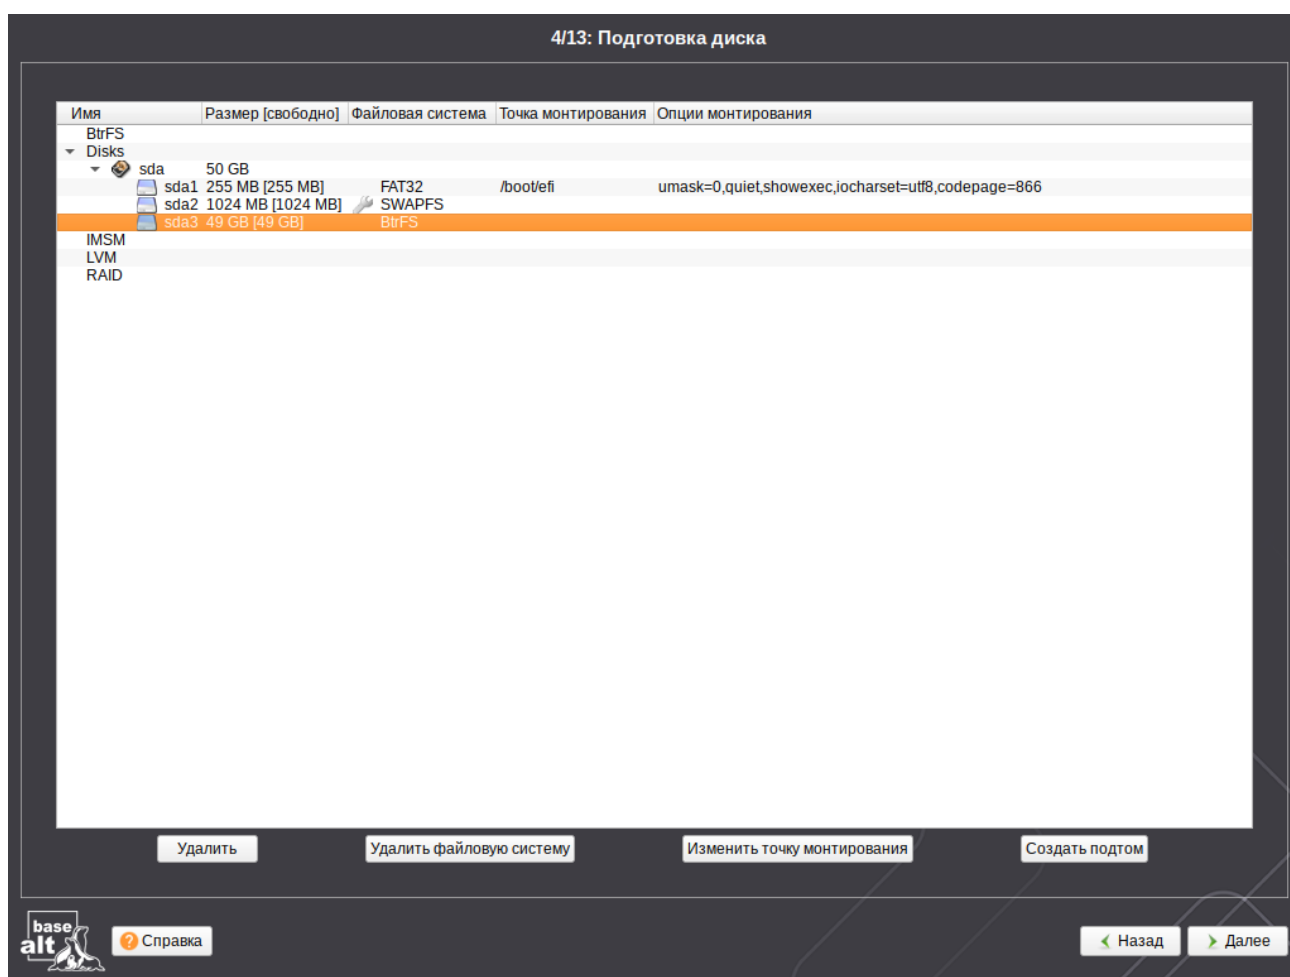 4/13: Подготовка диска
Имя Размер [свободно] Файловая система Точка монтирования Опции монтирования
BtrFS
Disks
sda 50 GB
sda1 255 MB [255 MB] FAT32 /boot/efi umask=0,quiet,showexec,iocharset=utf8,codepage=866
sda2 1024 MB [1024 MB] SWAPFS
sda3 49 GB [49 GB] BtrFS
IMSM
LVM
RAID
Удалить Удалить файловую систему Изменить точку монтирования Создать подтом
base
alt
Справка Назад Далее